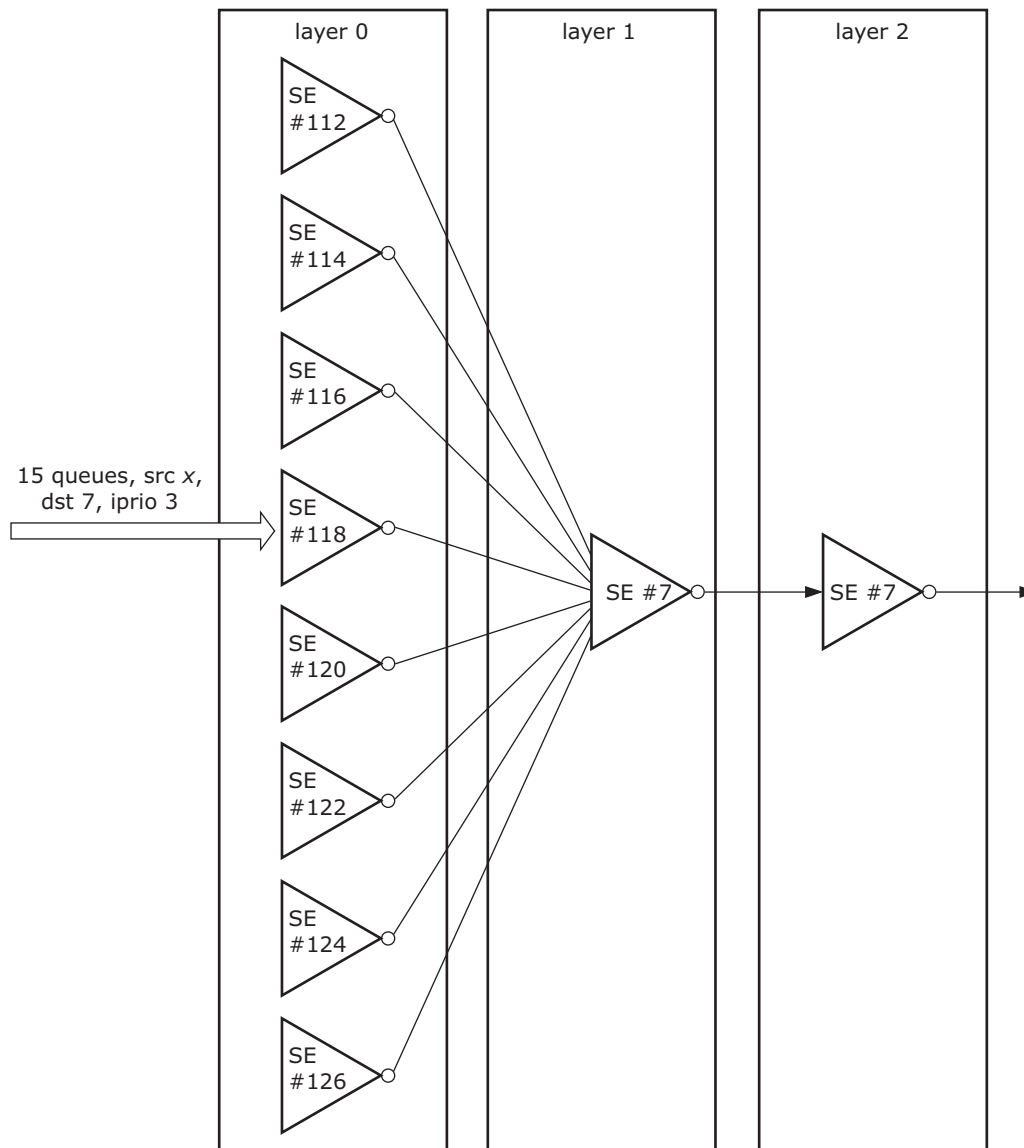 layer 0
layer 1
layer 2
SE
#112
SE
#114
SE
#116
15 queues, src x,
dst 7, iprio 3
SE
#118
SE #7
SE #7
SE
#120
SE
#122
SE
#124
SE
#126